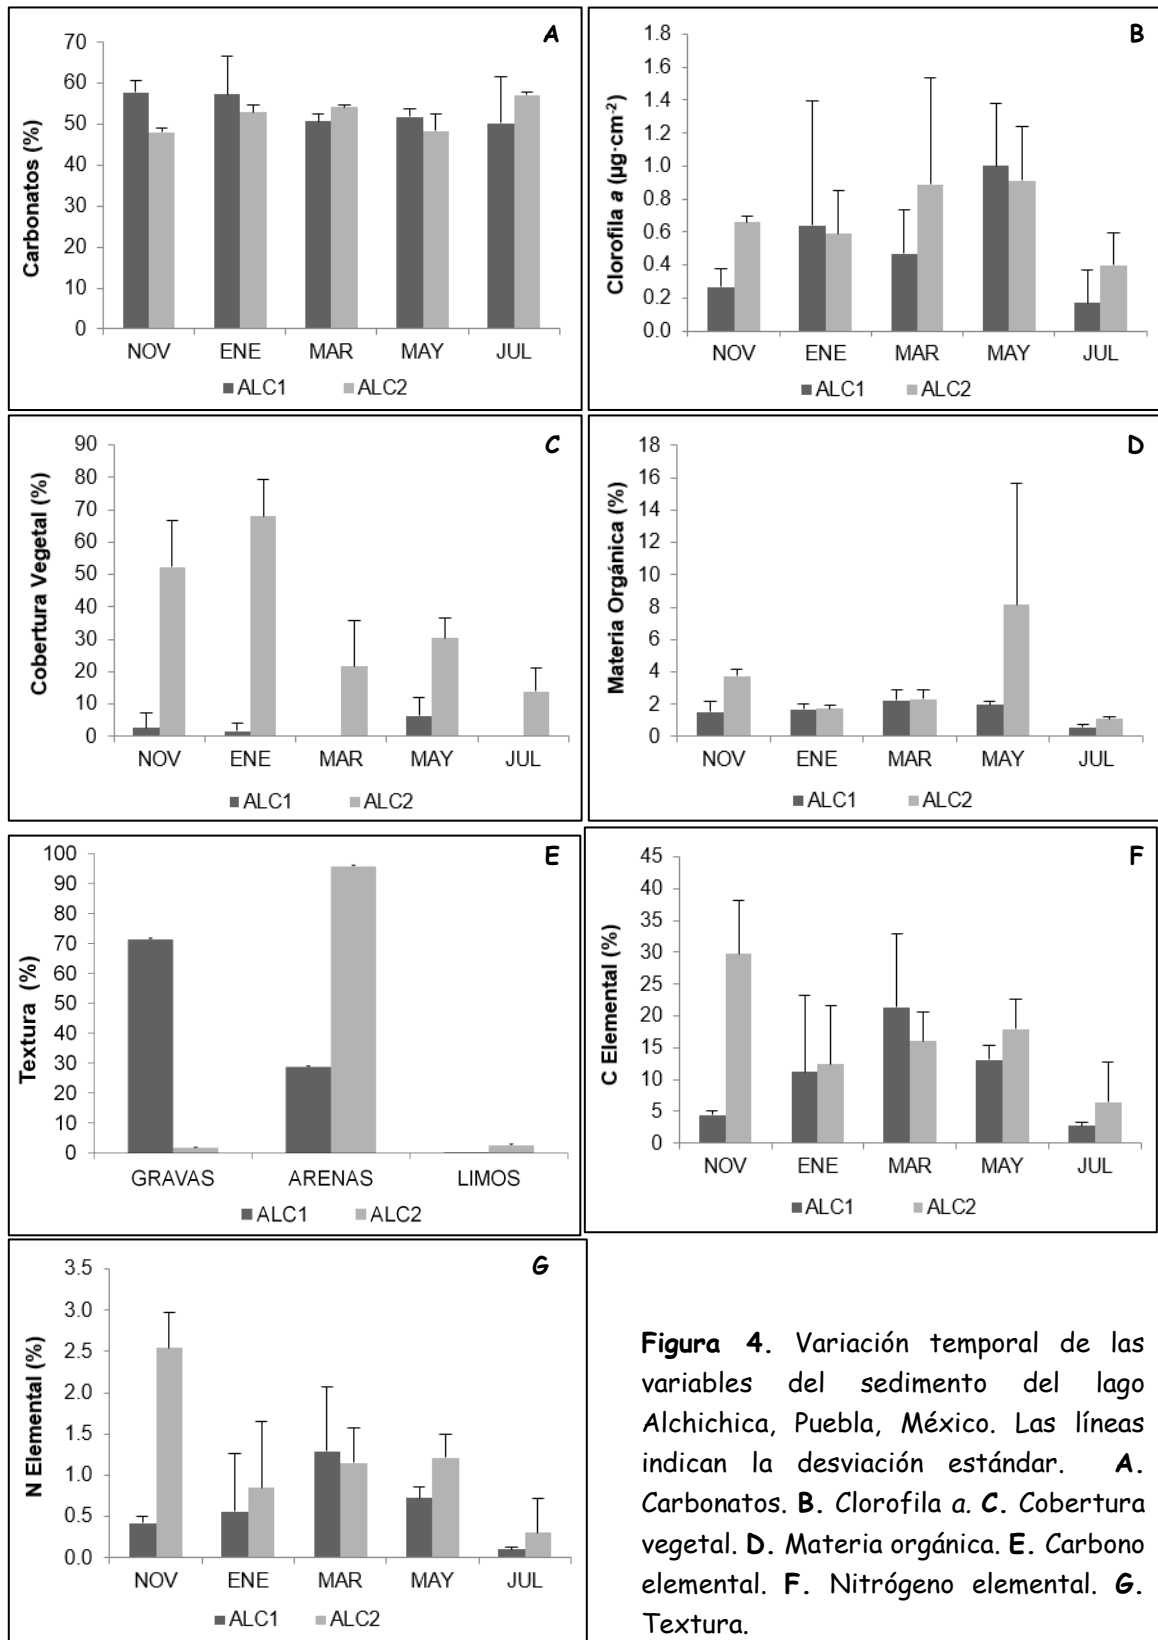 A
Carbonatos (%)
70
60
50
40
30
20
10
0
NOV ENE MAR MAY JUL
ALC1 ALC2
B
Clorofila a (µg·cm-2)
1.8
1.6
1.4
1.2
1.0
0.8
0.6
0.4
0.2
0.0
NOV ENE MAR MAY JUL
ALC1 ALC2
C
Cobertura Vegetal (%)
90
80
70
60
50
40
30
20
10
0
NOV ENE MAR MAY JUL
ALC1 ALC2
D
Materia Orgánica (%)
18
16
14
12
10
8
6
4
2
0
NOV ENE MAR MAY JUL
ALC1 ALC2
E
Textura (%)
100
90
80
70
60
50
40
30
20
10
0
GRAVAS ARENAS LIMOS
ALC1 ALC2
F
C Elemental (%)
45
40
35
30
25
20
15
10
5
0
NOV ENE MAR MAY JUL
ALC1 ALC2
G
N Elemental (%)
3.5
3.0
2.5
2.0
1.5
1.0
0.5
0.0
NOV ENE MAR MAY JUL
ALC1 ALC2
Figura 4. Variación temporal de las
variables del sedimento del lago
Alchichica, Puebla, México. Las líneas
indican la desviación estándar. A.
Carbonatos. B. Clorofila a. C. Cobertura
vegetal. D. Materia orgánica. E. Carbono
elemental. F. Nitrógeno elemental. G.
Textura.